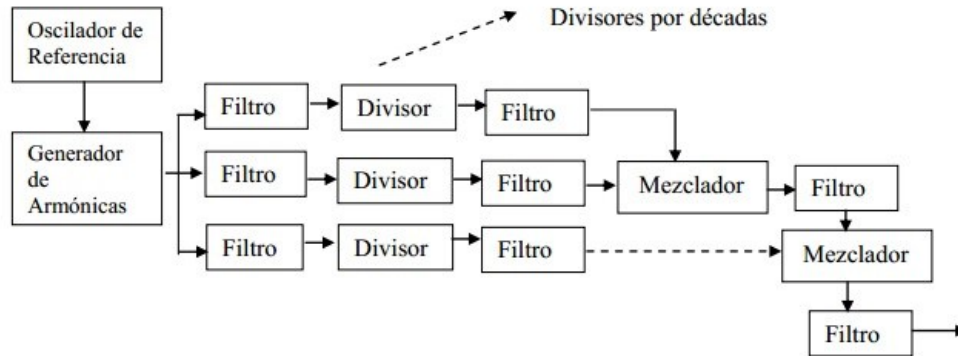 Divisores por décadas
Oscilador de
Referencia
Generador
de
Armónicas
Filtro
Divisor
Filtro
Filtro
Divisor
Filtro
Mezclador
Filtro
Filtro
Divisor
Filtro
Mezclador
Filtro